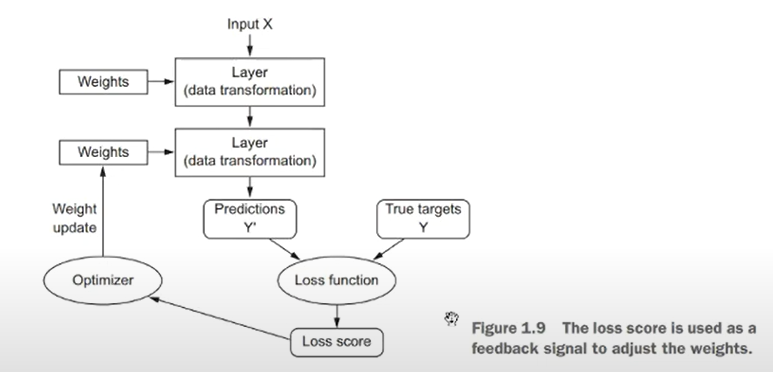 Input X
Weights
Layer
(data transformation)
Weights
Layer
(data transformation)
Weight
update
Predictions
Y'
True targets
Y
Optimizer
Loss function
Loss score
Figure 1.9 The loss score is used as a
feedback signal to adjust the weights.